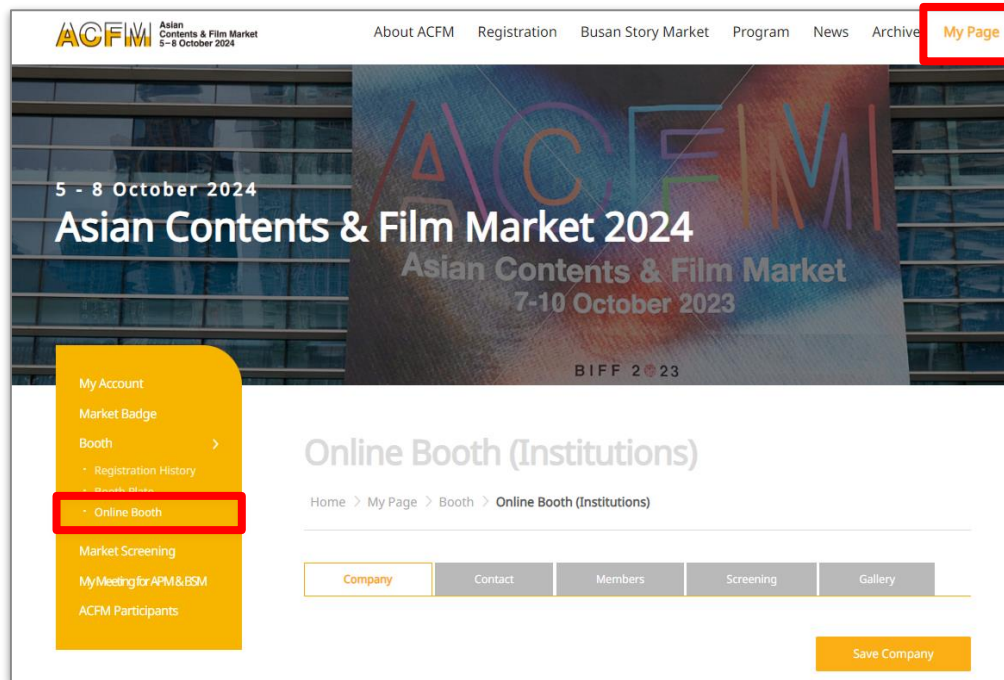 ACFM Asian
Contents & Film Market
5–8 October 2024
About ACFM Registration Busan Story Market Program News Archive My Page
ACFM
5 - 8 October 2024
Asian Contents & Film Market 2024
Asian Contents & Film Market
7-10 October 2023
BIFF 2023
My Account
Market Badge
Booth
Registration History
Booth Plate
Online Booth
Market Screening
My Meeting for APM & BSM
ACFM Participants
Online Booth (Institutions)
Home > My Page > Booth > Online Booth (Institutions)
Company Contact Members Screening Gallery
Save Company